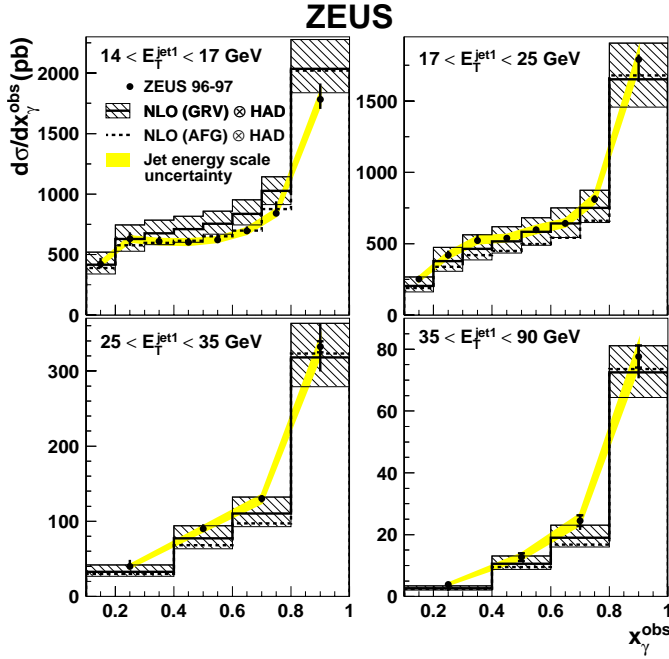 ZEUS
dσ/dx_γ^obs (pb)
14 < E_T^jet1 < 17 GeV
ZEUS 96-97
NLO (GRV) ⊗ HAD
NLO (AFG) ⊗ HAD
Jet energy scale
uncertainty
2000
1500
1000
500
0
17 < E_T^jet1 < 25 GeV
1500
1000
500
0
25 < E_T^jet1 < 35 GeV
300
200
100
0
0.2 0.4 0.6 0.8 1
35 < E_T^jet1 < 90 GeV
80
60
40
20
0
0.2 0.4 0.6 0.8 1
x_γ^obs